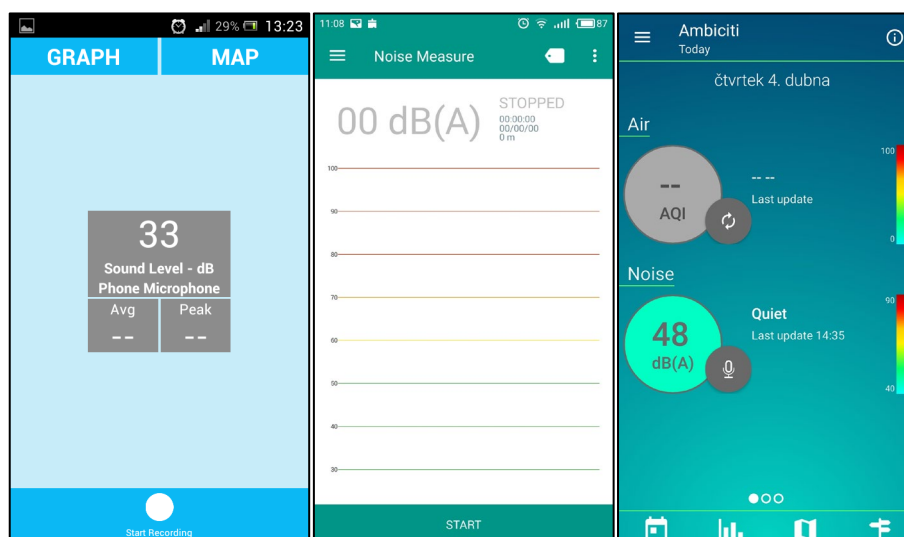 29% 13:23
GRAPH MAP
33
Sound Level - dB
Phone Microphone
Avg Peak
-- --
Start Recording
11:08 87
Noise Measure
00 dB(A)
STOPPED
00:00:00
00/00/00
0 m
100
90
80
70
60
50
40
30
START
Ambiciti
Today
čtvrtek 4. dubna
Air
--
AQI
-- --
Last update
100
0
Noise
48
dB(A)
Quiet
Last update 14:35
90
40